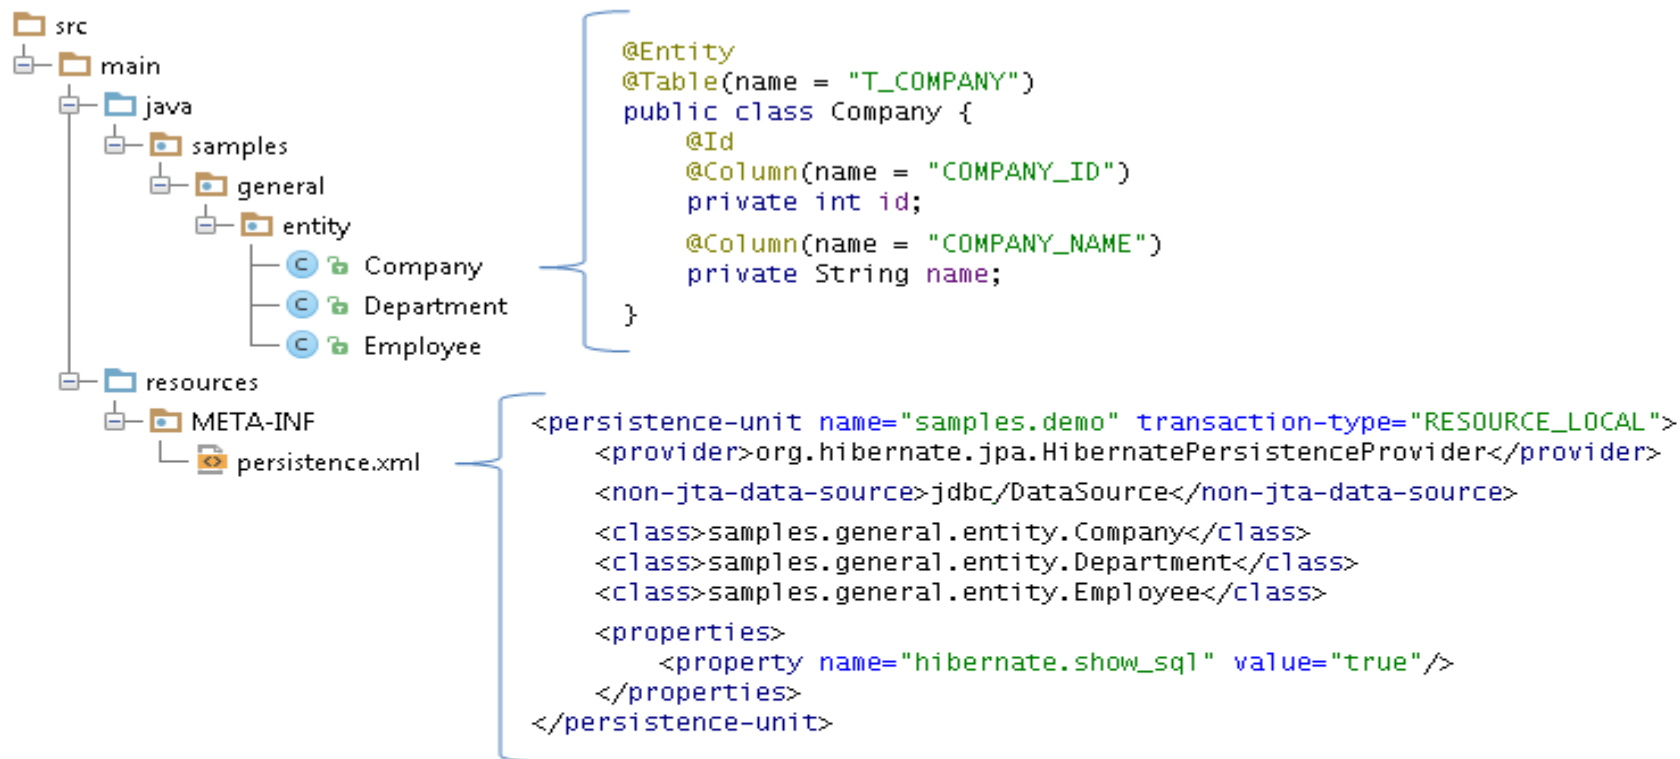 src
main
java
samples
general
entity
C Company
C Department
C Employee
resources
META-INF
<> persistence.xml
@Entity
@Table(name = "T_COMPANY")
public class Company {
@Id
@Column(name = "COMPANY_ID")
private int id;
@Column(name = "COMPANY_NAME")
private String name;
}
<persistence-unit name="samples.demo" transaction-type="RESOURCE_LOCAL">
<provider>org.hibernate.jpa.HibernatePersistenceProvider</provider>
<non-jta-data-source>jdbc/DataSource</non-jta-data-source>
<class>samples.general.entity.Company</class>
<class>samples.general.entity.Department</class>
<class>samples.general.entity.Employee</class>
<properties>
<property name="hibernate.show_sql" value="true"/>
</properties>
</persistence-unit>